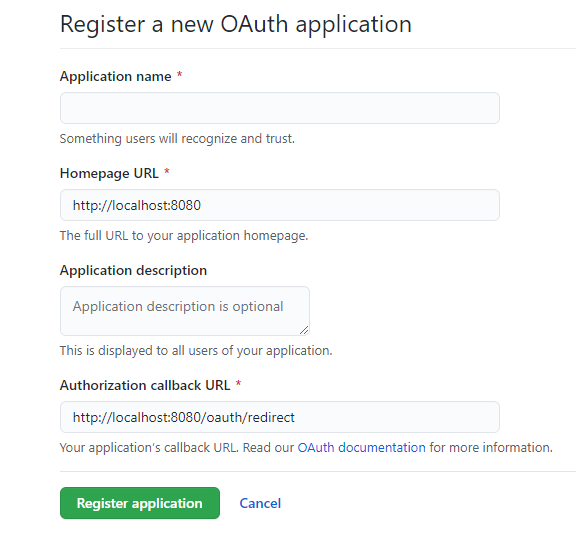 Register a new OAuth application
Application name *
Something users will recognize and trust.
Homepage URL *
http://localhost:8080
The full URL to your application homepage.
Application description
Application description is optional
This is displayed to all users of your application.
Authorization callback URL *
http://localhost:8080/oauth/redirect
Your application's callback URL. Read our OAuth documentation for more information.
Register application Cancel